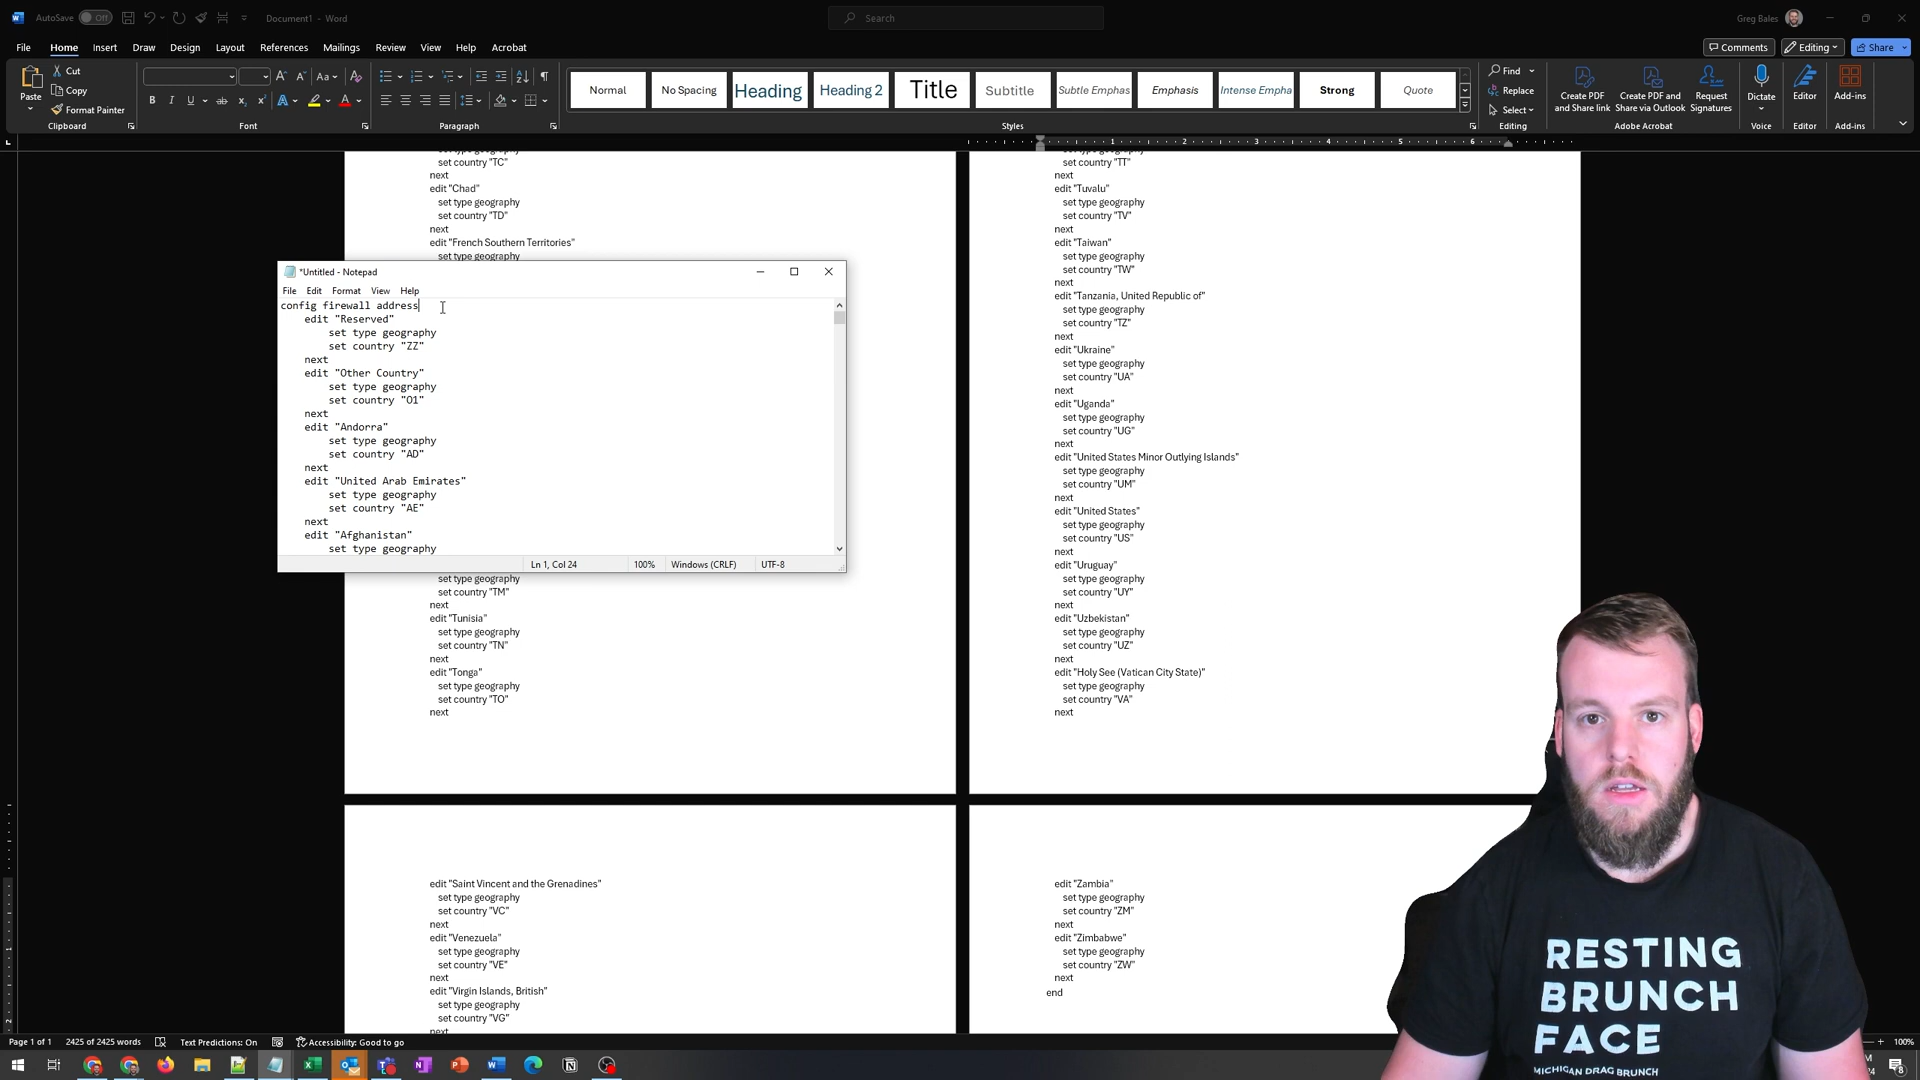 AutoSave Off
Document1 - Word
Search
Greg Bales
File Home Insert Draw Design Layout References Mailings Review View Help Acrobat
Comments Editing Share
Paste
Cut
Copy
Format Painter
Clipboard
Font
Paragraph
Normal No Spacing Heading Heading 2 Title Subtitle Subtle Emphas Emphasis Intense Empha Strong Quote
Styles
Find
Replace
Select
Editing
Create PDF and Share link
Create PDF and Share via Outlook
Request Signatures
Adobe Acrobat
Dictate
Voice
Editor
Editor
Add-ins
Add-ins
1 2 3 4 5 6
set country "TC"
next
edit "Chad"
set type geography
set country "TD"
next
edit "French Southern Territories"
set type geography
*Untitled - Notepad
File Edit Format View Help
config firewall address
edit "Reserved"
set type geography
set country "ZZ"
next
edit "Other Country"
set type geography
set country "O1"
next
edit "Andorra"
set type geography
set country "AD"
next
edit "United Arab Emirates"
set type geography
set country "AE"
next
edit "Afghanistan"
set type geography
Ln 1, Col 24 100% Windows (CRLF) UTF-8
set type geography
set country "TM"
next
edit "Tunisia"
set type geography
set country "TN"
next
edit "Tonga"
set type geography
set country "TO"
next
set type geography
set country "TT"
next
edit "Tuvalu"
set type geography
set country "TV"
next
edit "Taiwan"
set type geography
set country "TW"
next
edit "Tanzania, United Republic of"
set type geography
set country "TZ"
next
edit "Ukraine"
set type geography
set country "UA"
next
edit "Uganda"
set type geography
set country "UG"
next
edit "United States Minor Outlying Islands"
set type geography
set country "UM"
next
edit "United States"
set type geography
set country "US"
next
edit "Uruguay"
set type geography
set country "UY"
next
edit "Uzbekistan"
set type geography
set country "UZ"
next
edit "Holy See (Vatican City State)"
set type geography
set country "VA"
next
edit "Saint Vincent and the Grenadines"
set type geography
set country "VC"
next
edit "Venezuela"
set type geography
set country "VE"
next
edit "Virgin Islands, British"
set type geography
set country "VG"
next
edit "Zambia"
set type geography
set country "ZM"
next
edit "Zimbabwe"
set type geography
set country "ZW"
next
end
RESTING
BRUNCH
FACE
MICHIGAN DRAG BRUNCH
Page 1 of 1 2425 of 2425 words Text Predictions: On Accessibility: Good to go
100%